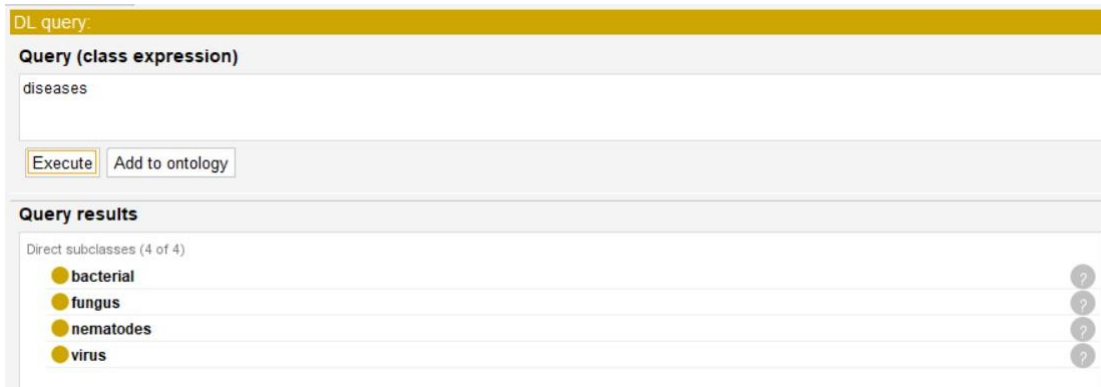 DL query:
Query (class expression)
diseases
Execute Add to ontology
Query results
Direct subclasses (4 of 4)
bacterial ?
fungus ?
nematodes ?
virus ?